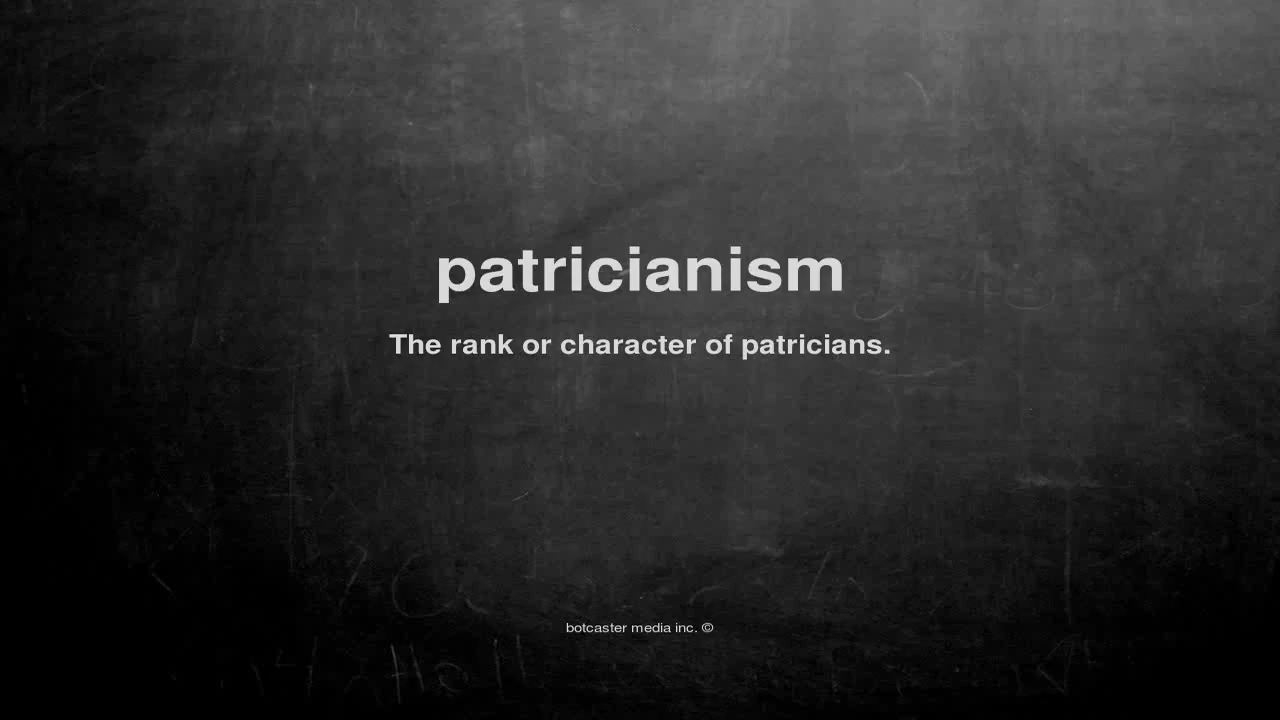 patricianism
The rank or character of patricians.
botcaster media inc. ©